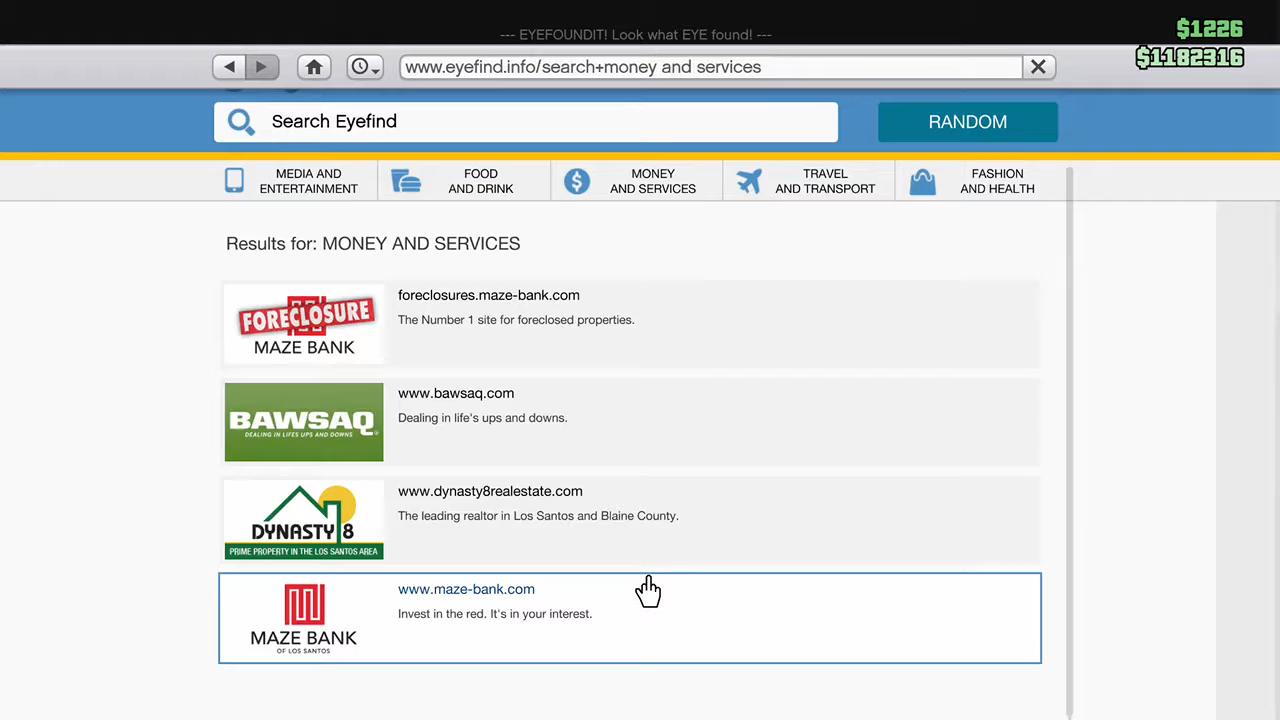 --- EYEFOUNDIT! Look what EYE found! ---
$1226
$1182316
www.eyefind.info/search+money and services
Search Eyefind
RANDOM
MEDIA AND
ENTERTAINMENT
FOOD
AND DRINK
MONEY
AND SERVICES
TRAVEL
AND TRANSPORT
FASHION
AND HEALTH
Results for: MONEY AND SERVICES
FORECLOSURE
MAZE BANK
foreclosures.maze-bank.com
The Number 1 site for foreclosed properties.
BAWSAQ
DEALING IN LIFE'S UPS AND DOWNS
www.bawsaq.com
Dealing in life's ups and downs.
DYNASTY 8
PRIME PROPERTY IN THE LOS SANTOS AREA
www.dynasty8realestate.com
The leading realtor in Los Santos and Blaine County.
MAZE BANK
OF LOS SANTOS
www.maze-bank.com
Invest in the red. It's in your interest.